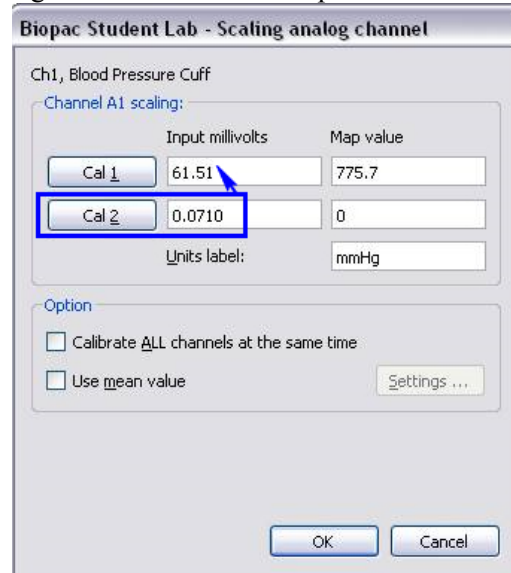 Biopac Student Lab - Scaling analog channel
Ch1, Blood Pressure Cuff
Channel A1 scaling:
Input millivolts Map value
Cal 1 61.51 775.7
Cal 2 0.0710 0
Units label: mmHg
Option
Calibrate ALL channels at the same time
Use mean value Settings ...
OK Cancel